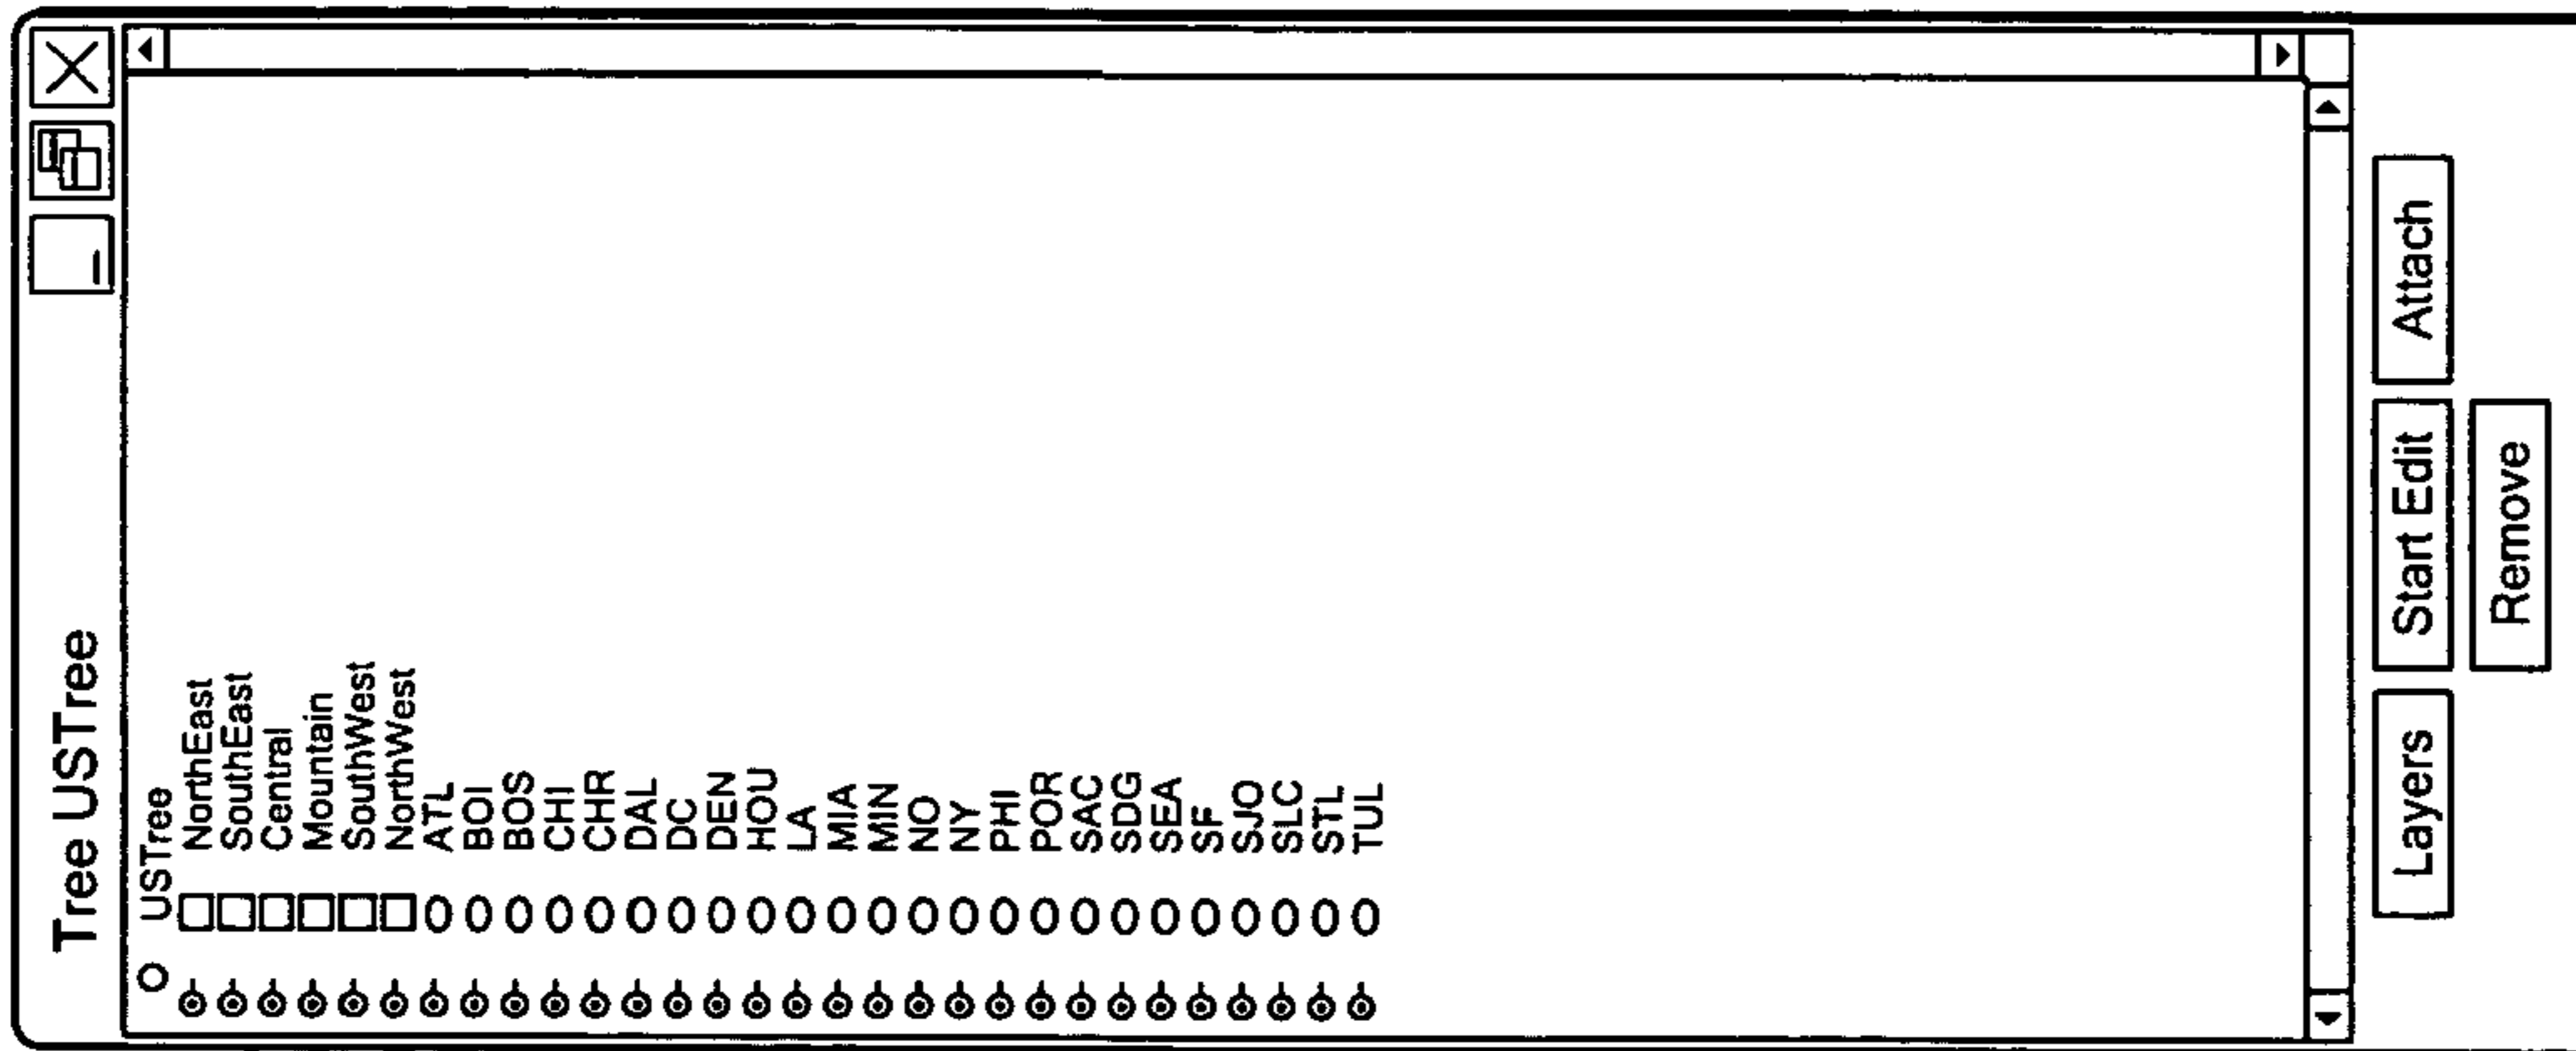 Tree USTree
USTree
NorthEast
SouthEast
Central
Mountain
SouthWest
NorthWest
ATL
BOI
BOS
CHI
CHR
DAL
DC
DEN
HOU
LA
MIA
MIN
NO
NY
PHI
POR
SAC
SDG
SEA
SF
SJO
SLC
STL
TUL
Layers Start Edit Attach
Remove